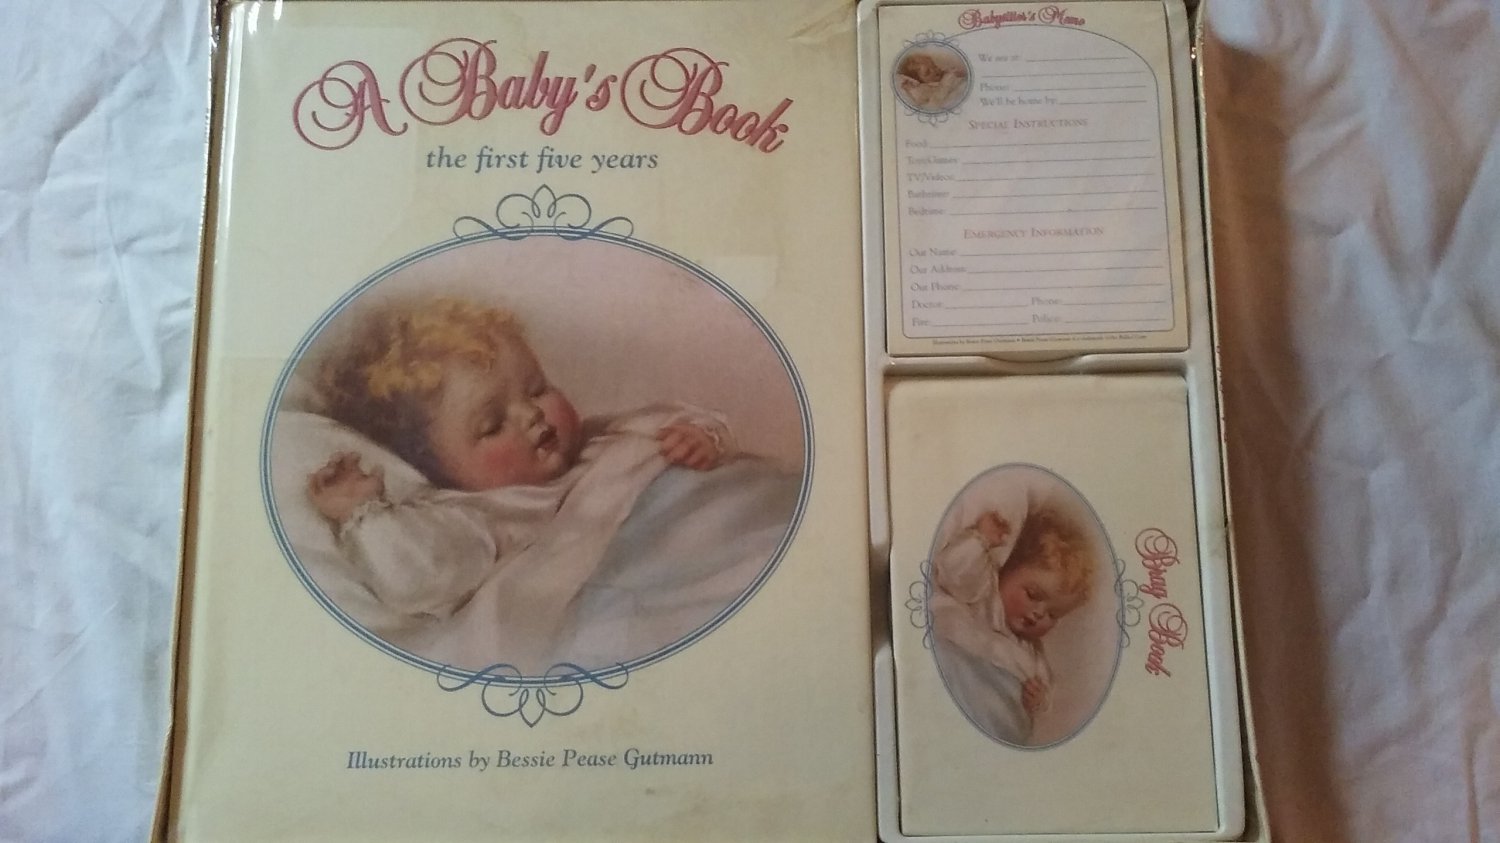 A Baby's Book
the first five years
Illustrations by Bessie Pease Gutmann
Babysitter's Memo
We are at:
Phone:
We'll be home by:
SPECIAL INSTRUCTIONS
Food:
Toys/Games:
TV/Videos:
Bathtime:
Bedtime:
EMERGENCY INFORMATION
Our Name:
Our Address:
Our Phone:
Doctor: Phone:
Fire: Police:
Brag Book